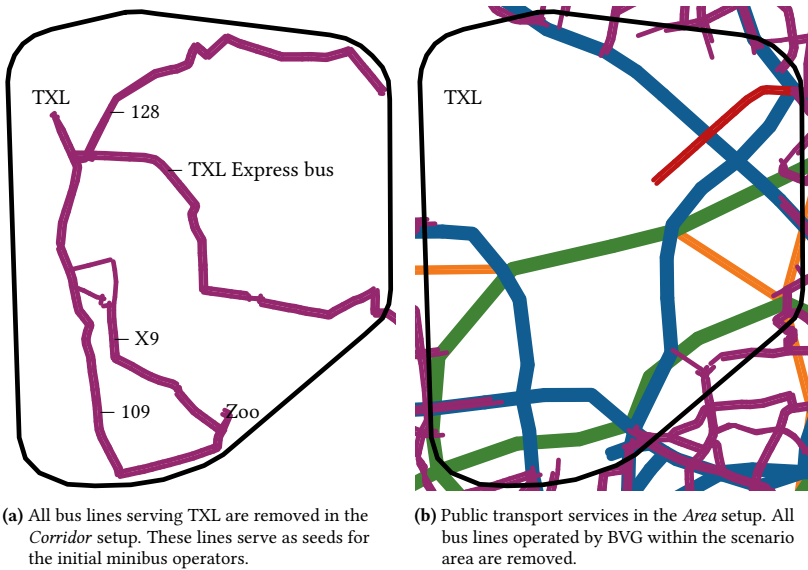 TXL
128
TXL Express bus
X9
109
Zoo
TXL
(a) All bus lines serving TXL are removed in the
Corridor setup. These lines serve as seeds for
the initial minibus operators.
(b) Public transport services in the Area setup. All
bus lines operated by BVG within the scenario
area are removed.